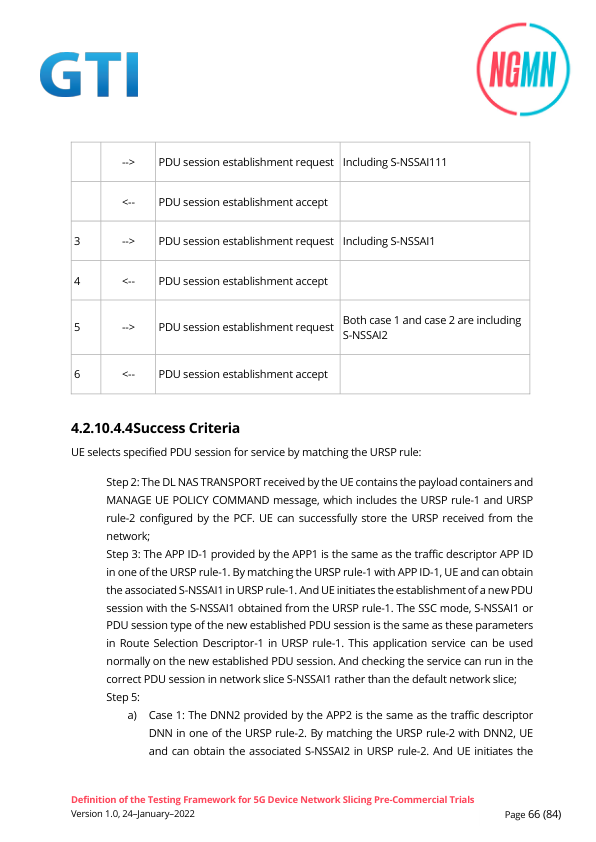 GTI
NGMN
--> PDU session establishment request Including S-NSSAI111
<-- PDU session establishment accept
3 --> PDU session establishment request Including S-NSSAI1
4 <-- PDU session establishment accept
5 --> PDU session establishment request Both case 1 and case 2 are including
S-NSSAI2
6 <-- PDU session establishment accept
4.2.10.4.4Success Criteria
UE selects specified PDU session for service by matching the URSP rule:
Step 2: The DL NAS TRANSPORT received by the UE contains the payload containers and
MANAGE UE POLICY COMMAND message, which includes the URSP rule-1 and URSP
rule-2 configured by the PCF. UE can successfully store the URSP received from the
network;
Step 3: The APP ID-1 provided by the APP1 is the same as the traffic descriptor APP ID
in one of the URSP rule-1. By matching the URSP rule-1 with APP ID-1, UE and can obtain
the associated S-NSSAI1 in URSP rule-1. And UE initiates the establishment of a new PDU
session with the S-NSSAI1 obtained from the URSP rule-1. The SSC mode, S-NSSAI1 or
PDU session type of the new established PDU session is the same as these parameters
in Route Selection Descriptor-1 in URSP rule-1. This application service can be used
normally on the new established PDU session. And checking the service can run in the
correct PDU session in network slice S-NSSAI1 rather than the default network slice;
Step 5:
a) Case 1: The DNN2 provided by the APP2 is the same as the traffic descriptor
DNN in one of the URSP rule-2. By matching the URSP rule-2 with DNN2, UE
and can obtain the associated S-NSSAI2 in URSP rule-2. And UE initiates the
Definition of the Testing Framework for 5G Device Network Slicing Pre-Commercial Trials
Version 1.0, 24–January–2022
Page 66 (84)